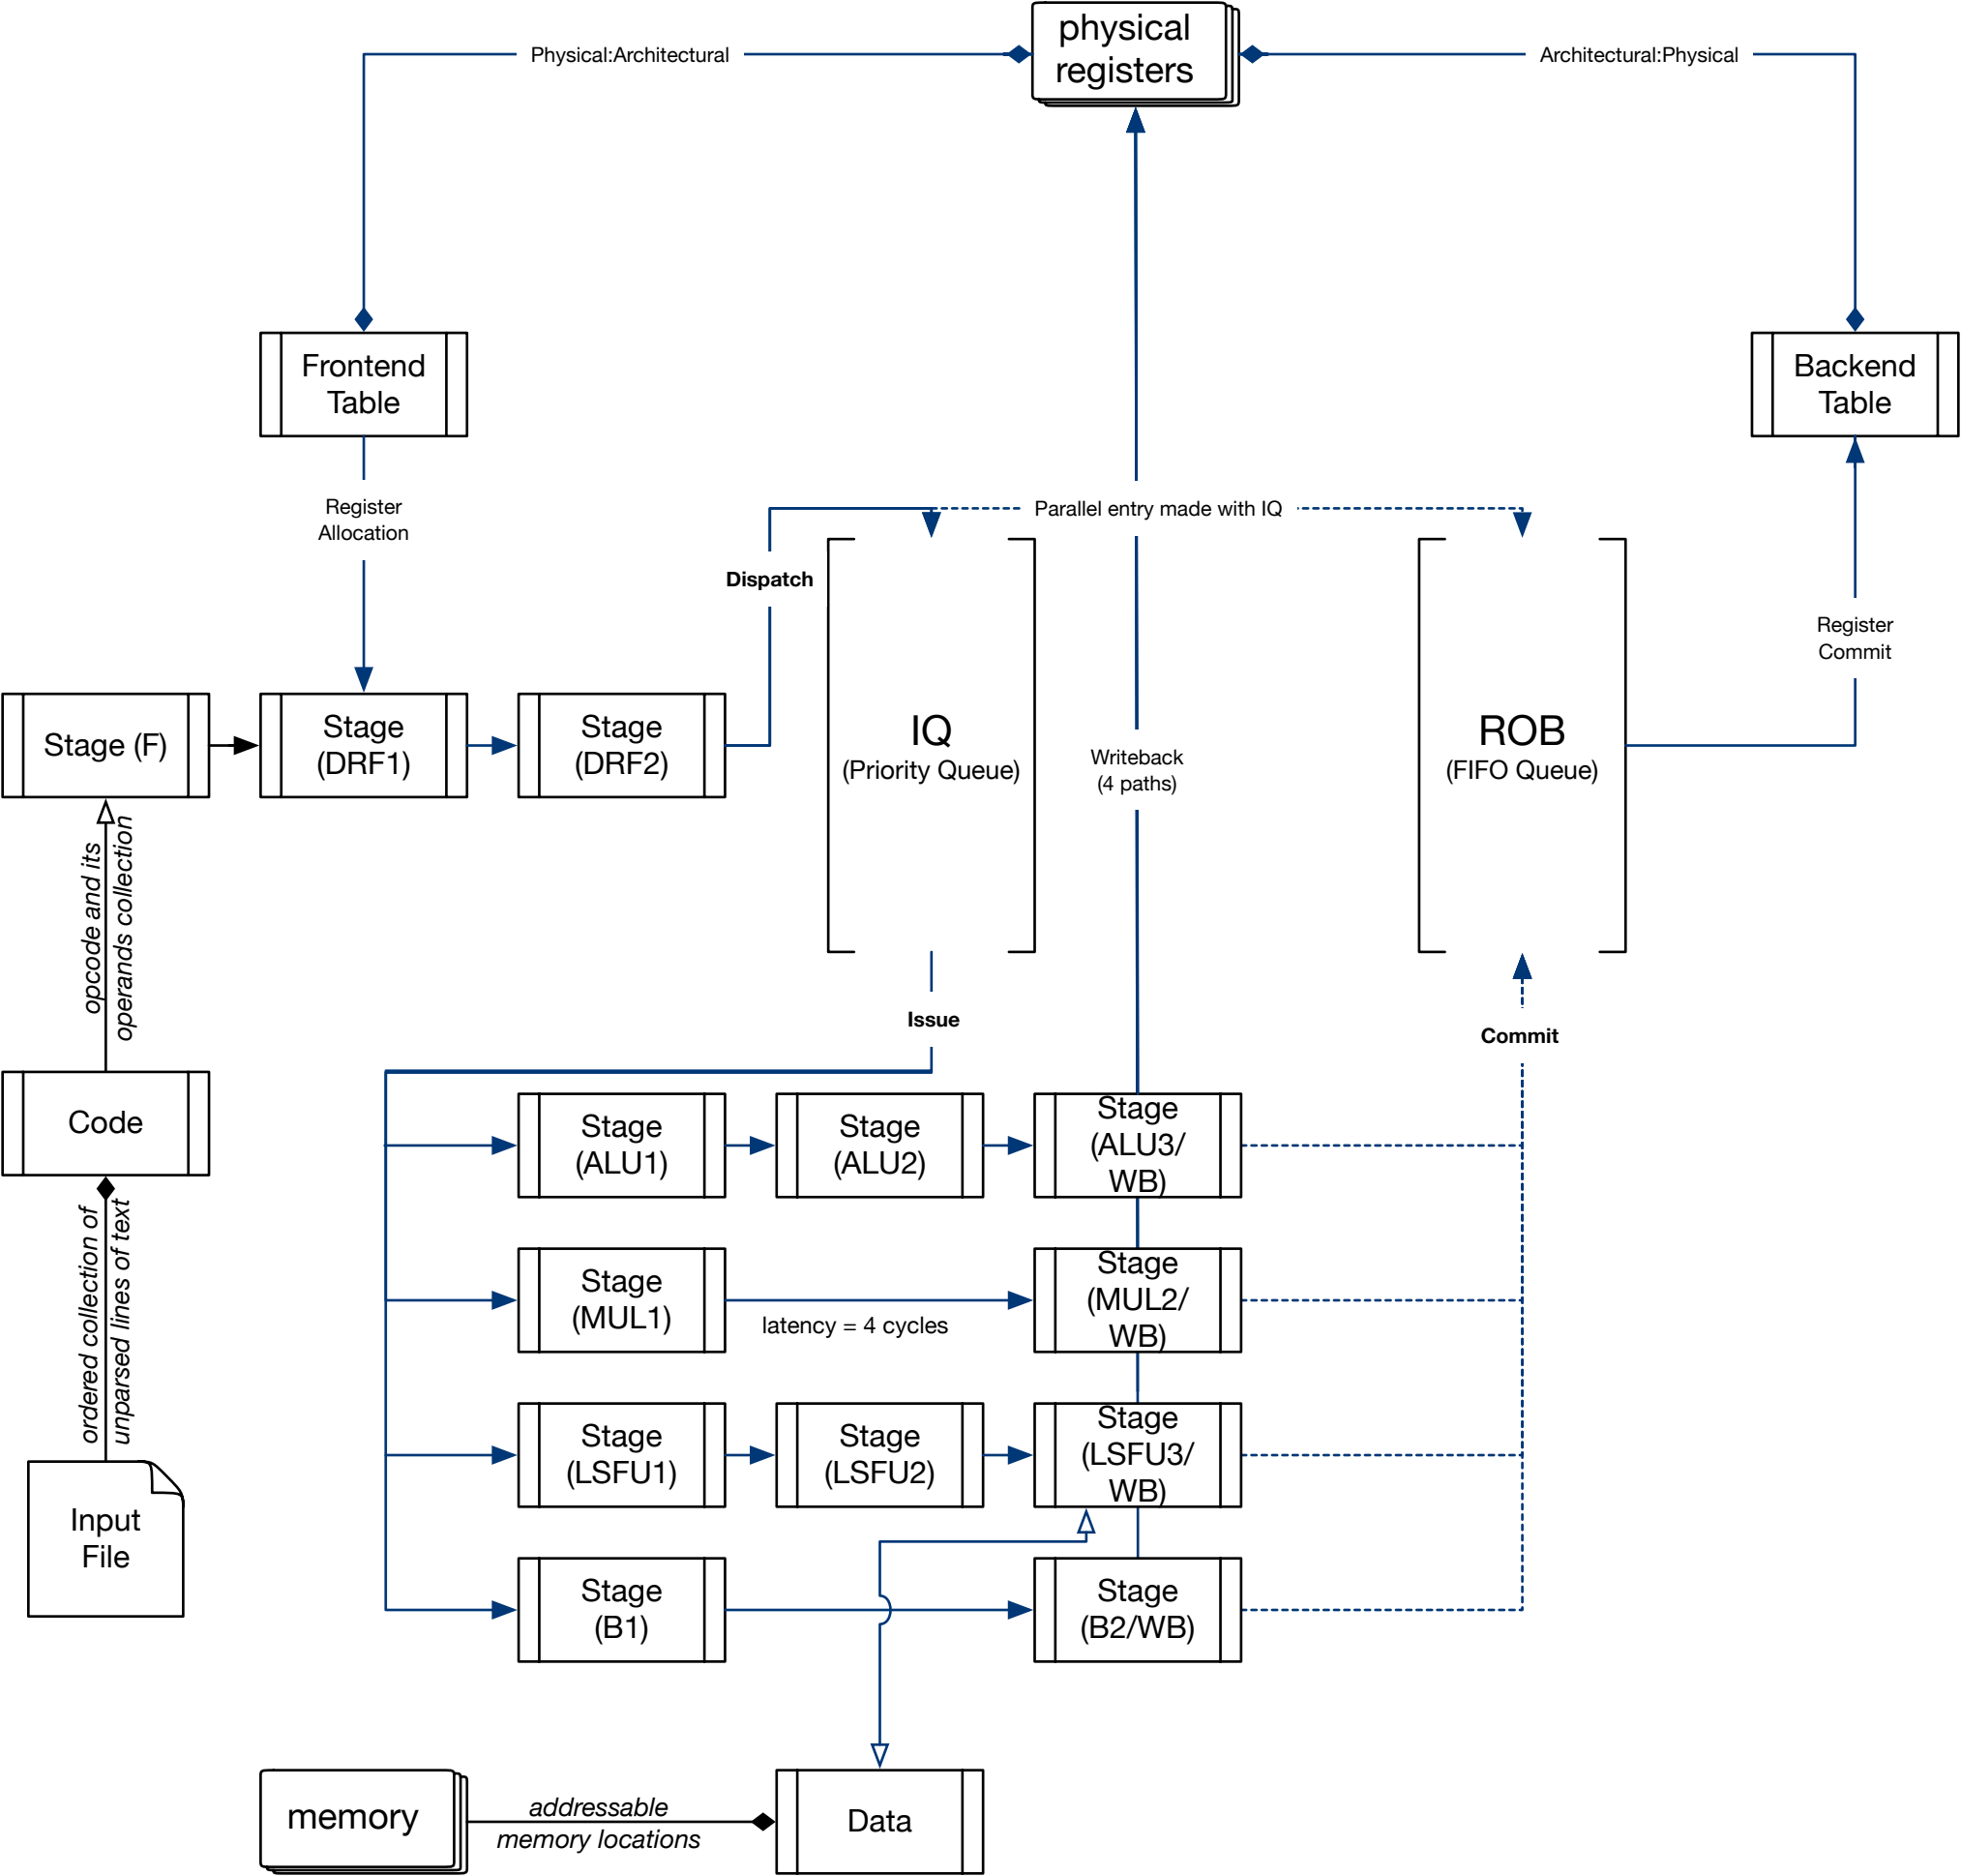 physical
registers
Physical:Architectural
Architectural:Physical
Frontend
Table
Backend
Table
Register
Allocation
Parallel entry made with IQ
Dispatch
Register
Commit
Stage (F)
Stage
(DRF1)
Stage
(DRF2)
IQ
(Priority Queue)
Writeback
(4 paths)
ROB
(FIFO Queue)
opcode and its
operands collection
Issue
Commit
Code
Stage
(ALU1)
Stage
(ALU2)
Stage
(ALU3/
WB)
ordered collection of
unparsed lines of text
Stage
(MUL1)
latency = 4 cycles
Stage
(MUL2/
WB)
Stage
(LSFU1)
Stage
(LSFU2)
Stage
(LSFU3/
WB)
Input
File
Stage
(B1)
Stage
(B2/WB)
memory
addressable
memory locations
Data